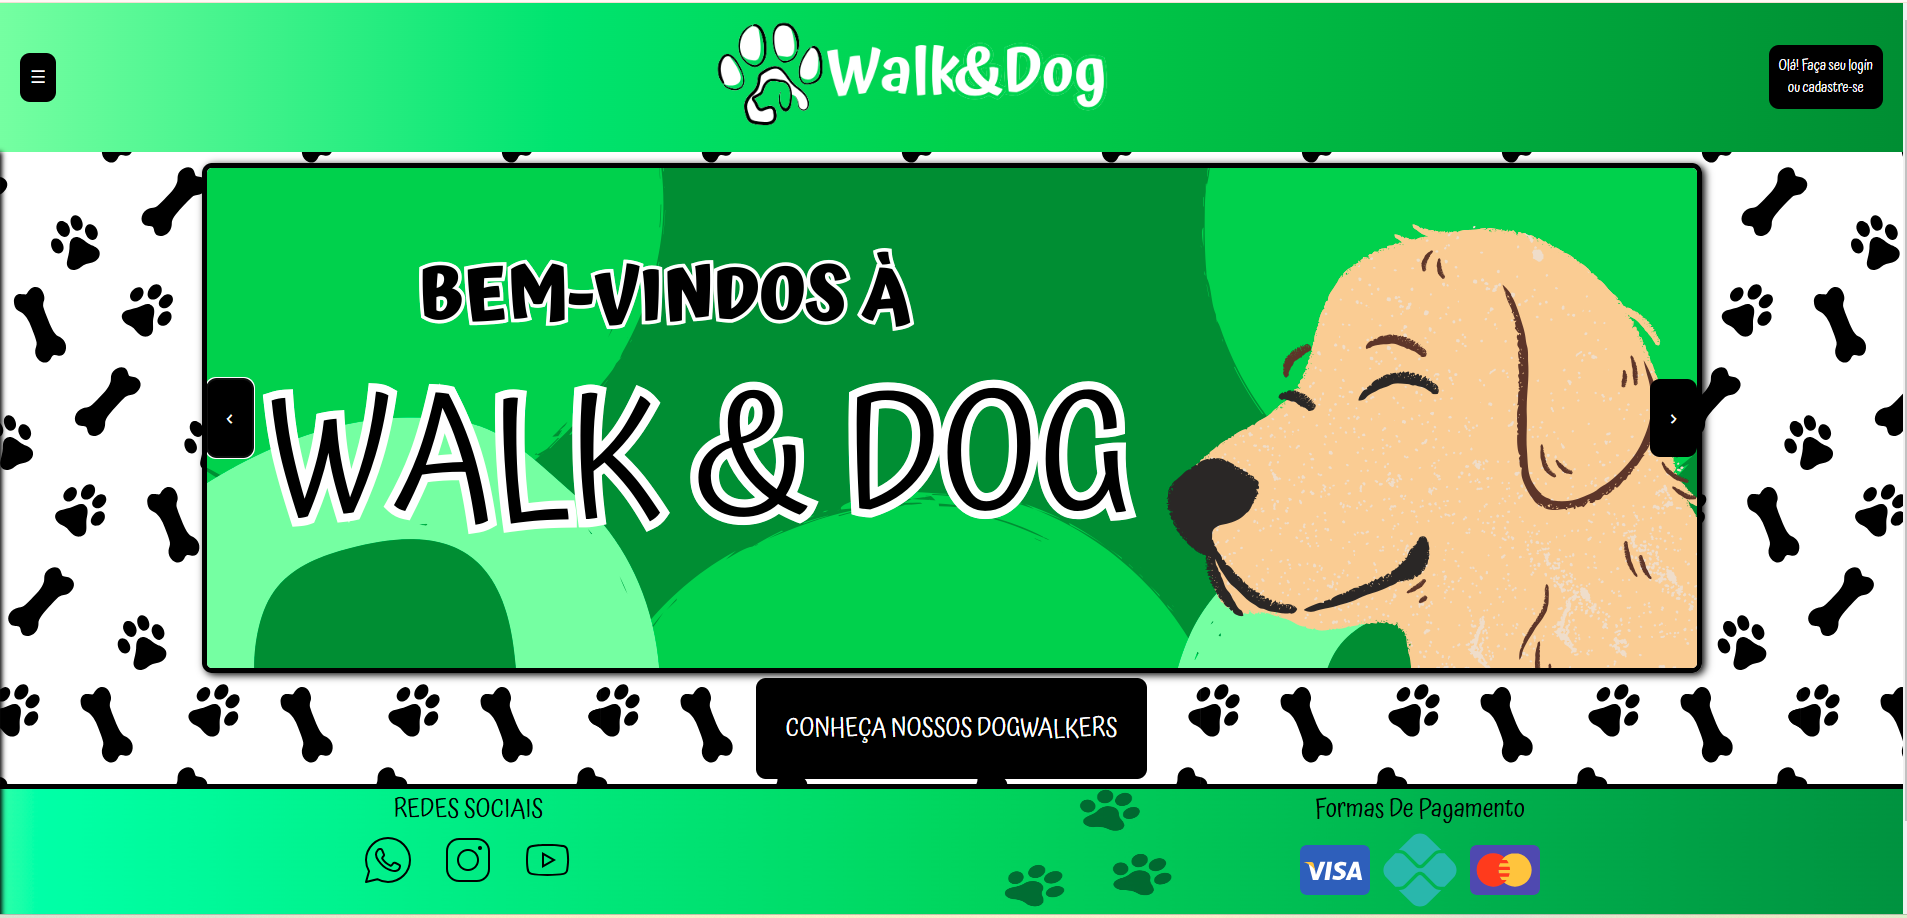 ☰
Walk&Dog
Olá! Faça seu login
ou cadastre-se
BEM-VINDOS À
WALK & DOG
‹
›
CONHEÇA NOSSOS DOGWALKERS
REDES SOCIAIS
Formas De Pagamento
VISA